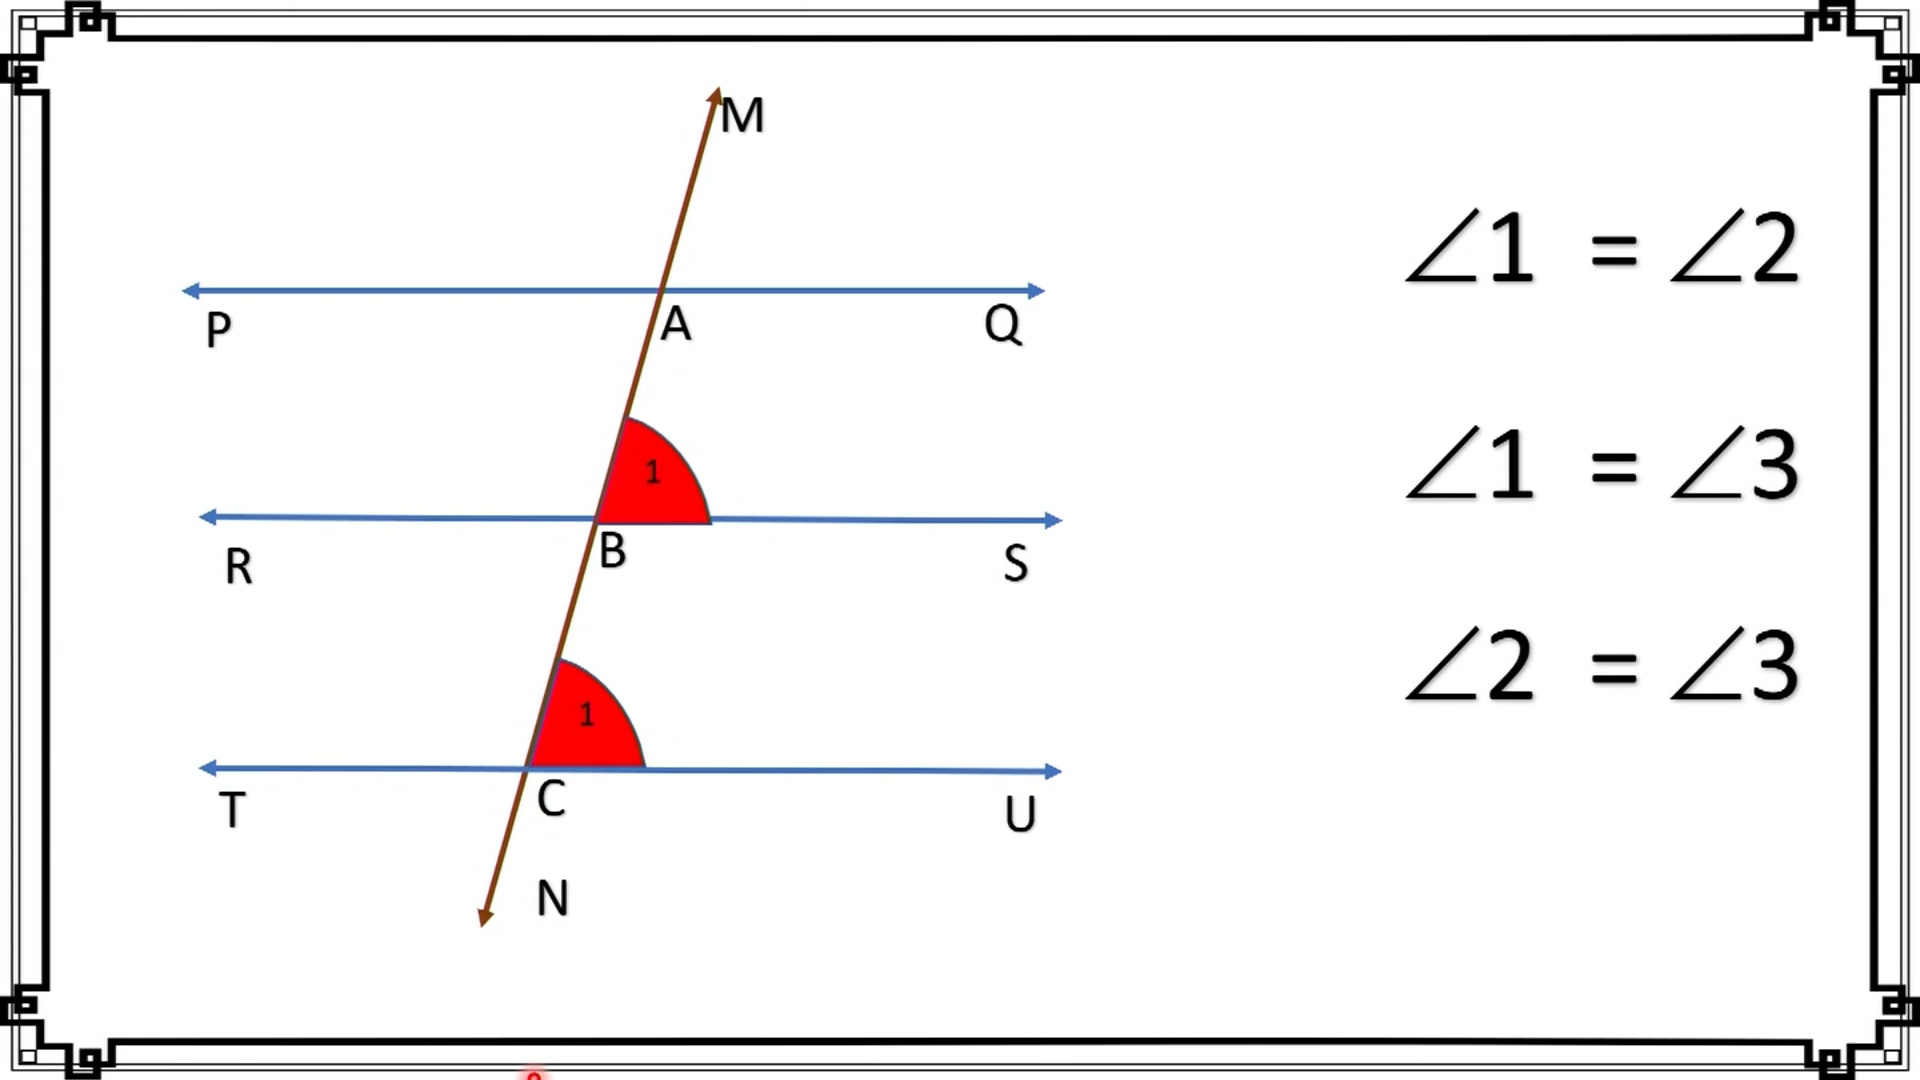 M
P A Q
1
R B S
1
T C U
N
∠1 = ∠2
∠1 = ∠3
∠2 = ∠3